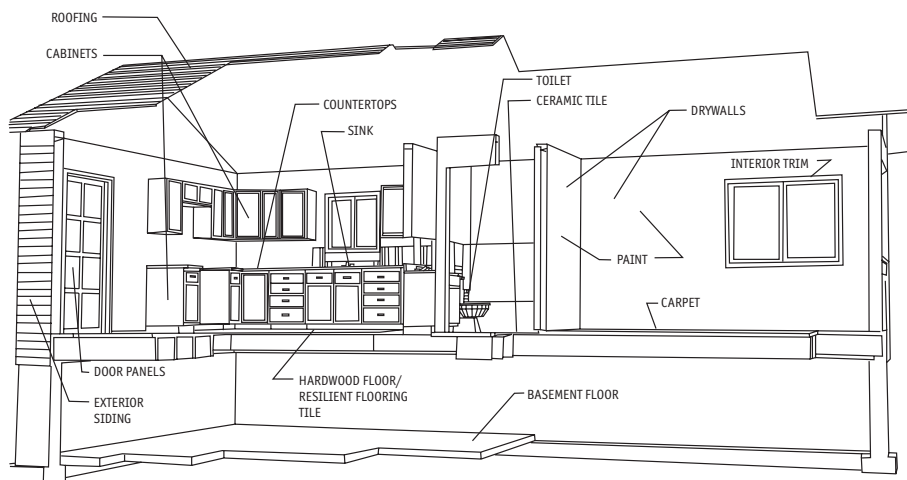 ROOFING
CABINETS
TOILET
CERAMIC TILE
COUNTERTOPS
SINK
DRYWALLS
INTERIOR TRIM
PAINT
CARPET
DOOR PANELS
EXTERIOR
SIDING
HARDWOOD FLOOR/
RESILIENT FLOORING
TILE
BASEMENT FLOOR